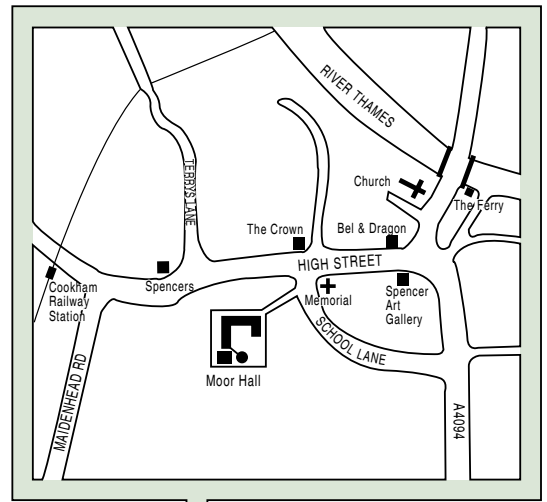 RIVER THAMES
TERRYS LANE
Church
The Ferry
The Crown
Bel & Dragon
HIGH STREET
Cookham
Railway
Station
Spencers
Memorial
Spencer
Art
Gallery
SCHOOL LANE
Moor Hall
MAIDENHEAD RD
A4094